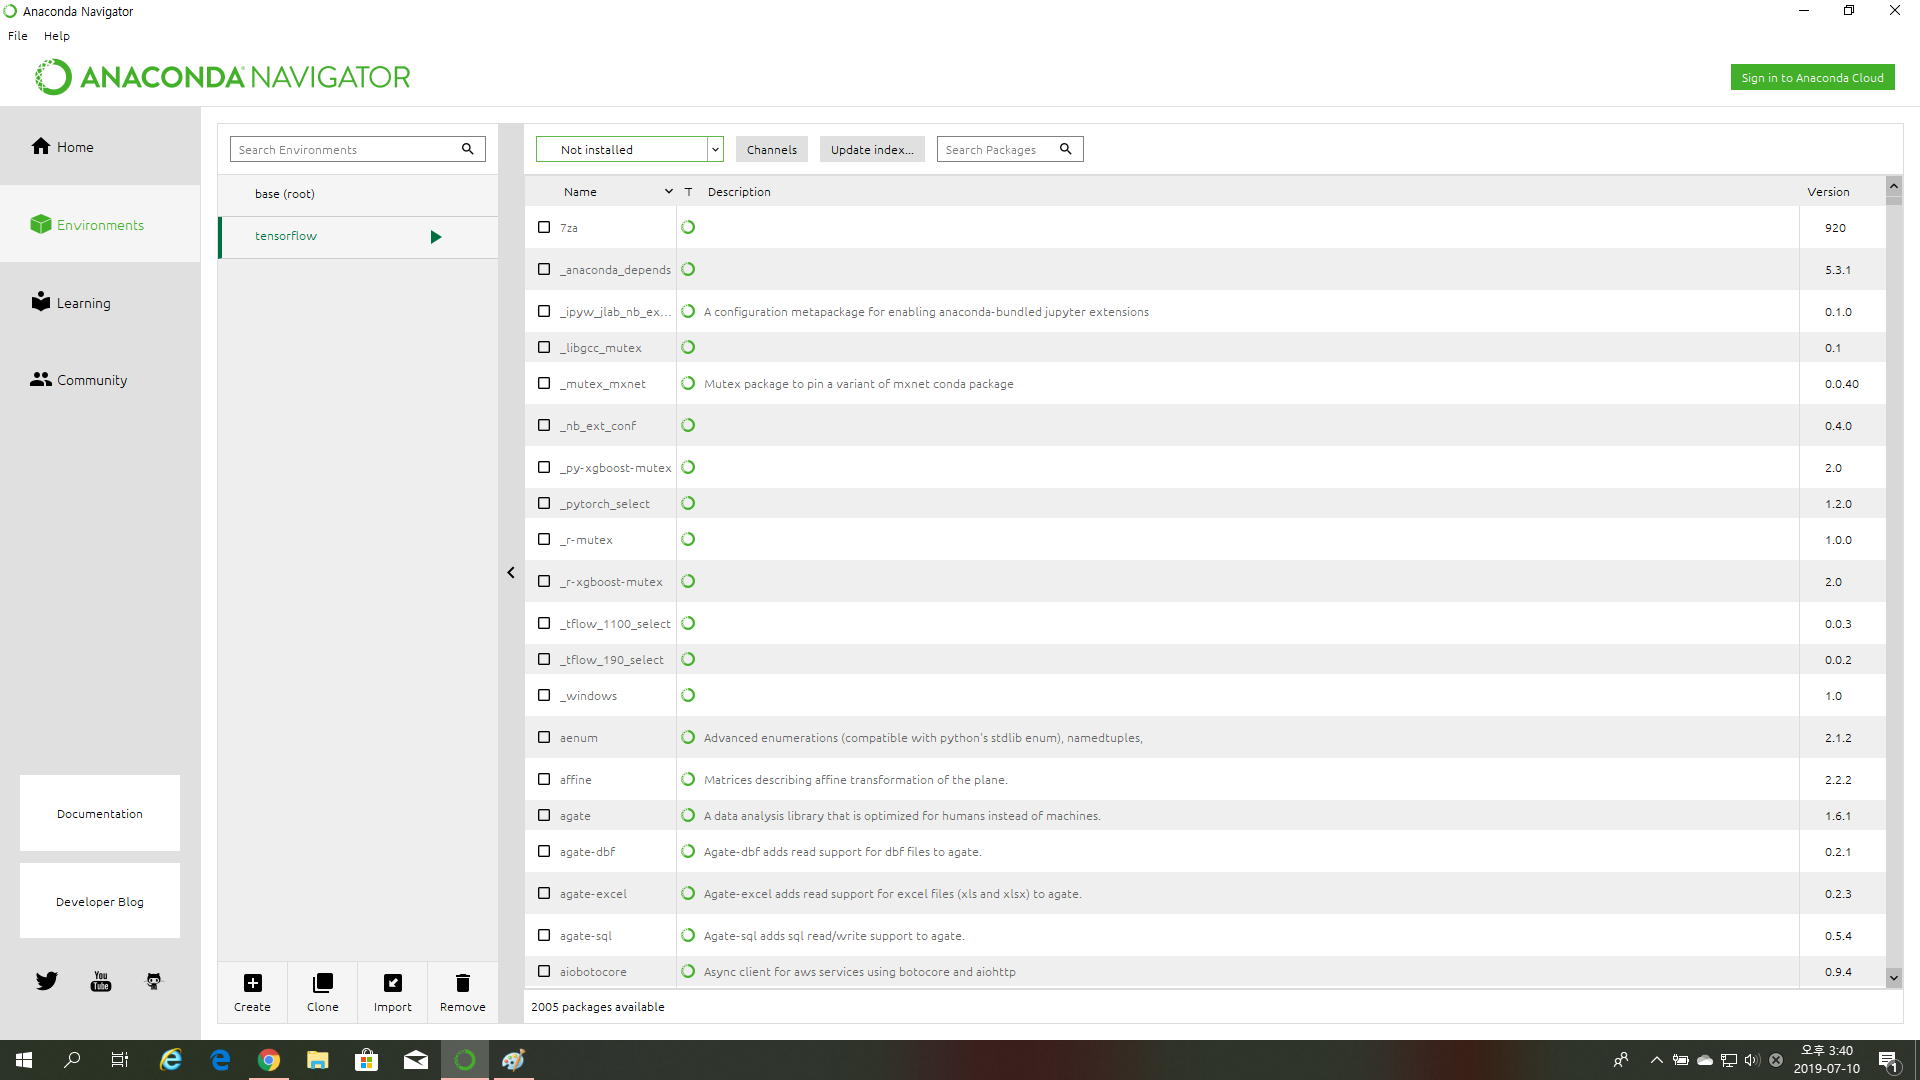 Anaconda Navigator
File Help
ANACONDA NAVIGATOR
Sign in to Anaconda Cloud
Home
Environments
Learning
Community
Documentation
Developer Blog
You
Tube
Search Environments
base (root)
tensorflow
Create Clone Import Remove
Not installed Channels Update index... Search Packages
Name T Description Version
7za 920
_anaconda_depends 5.3.1
_ipyw_jlab_nb_ex... A configuration metapackage for enabling anaconda-bundled jupyter extensions 0.1.0
_libgcc_mutex 0.1
_mutex_mxnet Mutex package to pin a variant of mxnet conda package 0.0.40
_nb_ext_conf 0.4.0
_py-xgboost-mutex 2.0
_pytorch_select 1.2.0
_r-mutex 1.0.0
_r-xgboost-mutex 2.0
_tflow_1100_select 0.0.3
_tflow_190_select 0.0.2
_windows 1.0
aenum Advanced enumerations (compatible with python's stdlib enum), namedtuples, 2.1.2
affine Matrices describing affine transformation of the plane. 2.2.2
agate A data analysis library that is optimized for humans instead of machines. 1.6.1
agate-dbf Agate-dbf adds read support for dbf files to agate. 0.2.1
agate-excel Agate-excel adds read support for excel files (xls and xlsx) to agate. 0.2.3
agate-sql Agate-sql adds sql read/write support to agate. 0.5.4
aiobotocore Async client for aws services using botocore and aiohttp 0.9.4
2005 packages available
오후 3:40
2019-07-10
1